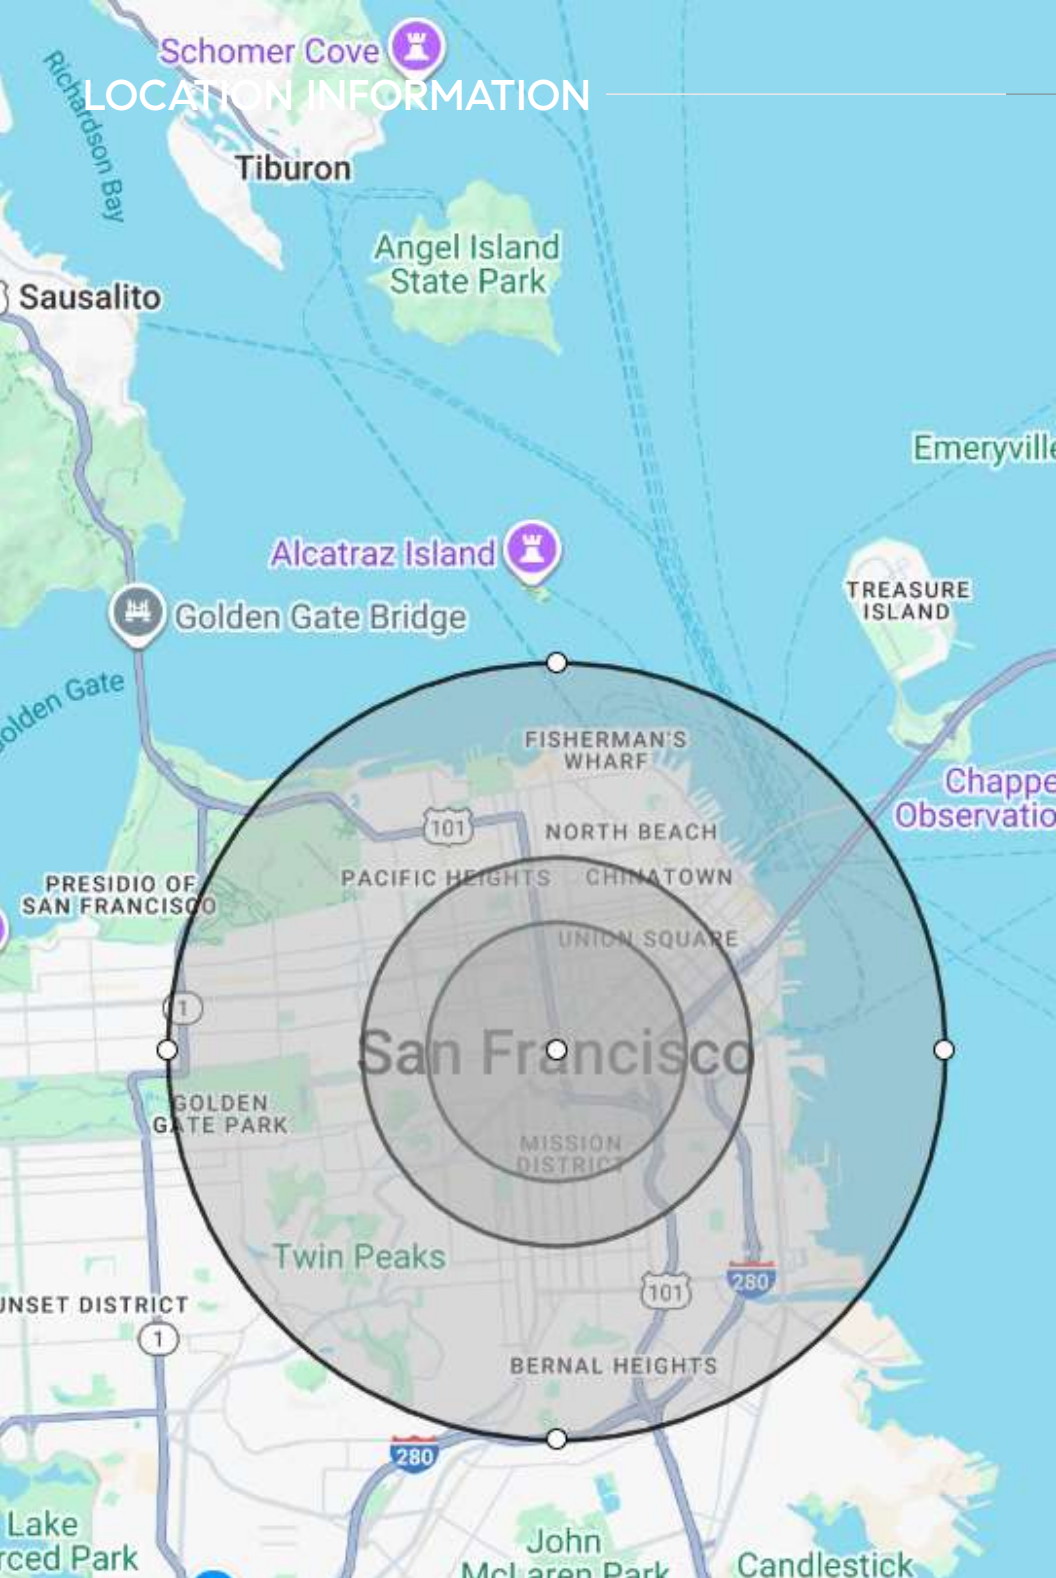 Schomer Cove
Richardson Bay
LOCATION INFORMATION
Tiburon
Angel Island
State Park
Sausalito
Emeryville
Alcatraz Island
TREASURE
ISLAND
Golden Gate Bridge
olden Gate
FISHERMAN'S
WHARF
Chappe
Observatio
101
NORTH BEACH
PACIFIC HEIGHTS
CHINATOWN
PRESIDIO OF
SAN FRANCISCO
UNION SQUARE
1
San Francisco
GOLDEN
GATE PARK
MISSION
DISTRICT
Twin Peaks
280
101
UNSET DISTRICT
1
BERNAL HEIGHTS
280
Lake
rced Park
John
McLaren Park
Candlestick